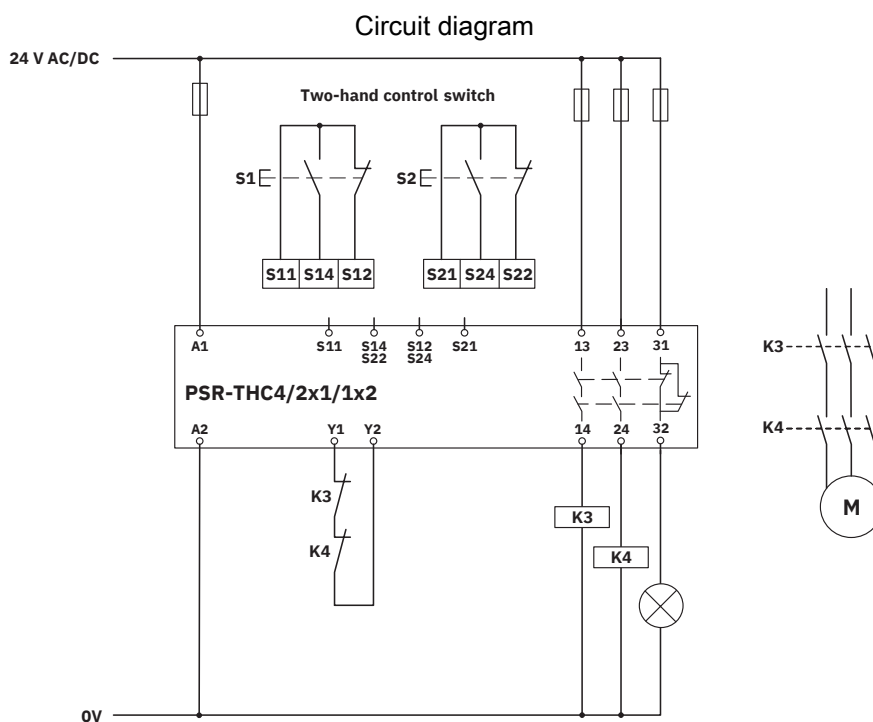 Circuit diagram
24 V AC/DC
Two-hand control switch
S1
S2
S11 S14 S12
S21 S24 S22
A1 S11 S14 S12 S21 13 23 31
S22 S24
PSR-THC4/2x1/1x2
A2 Y1 Y2 14 24 32
K3
K4
K3
K4
K3
K4
M
0V